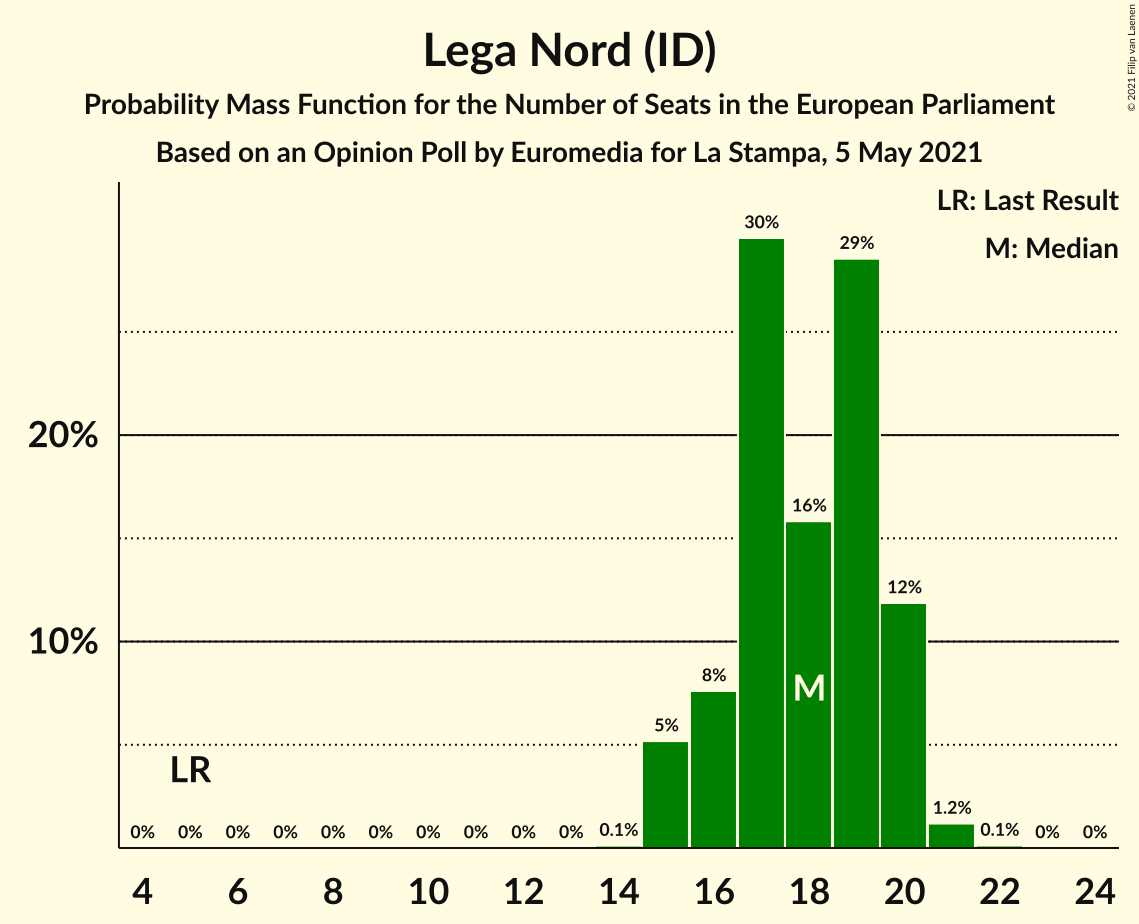 Lega Nord (ID)
Probability Mass Function for the Number of Seats in the European Parliament
Based on an Opinion Poll by Euromedia for La Stampa, 5 May 2021
© 2021 Filip van Laenen
LR: Last Result
M: Median
30%
29%
20%
16%
12%
10%
8%
M
5%
LR
0% 0% 0% 0% 0% 0% 0% 0% 0% 0% 0.1% 1.2% 0.1% 0% 0%
4 6 8 10 12 14 16 18 20 22 24